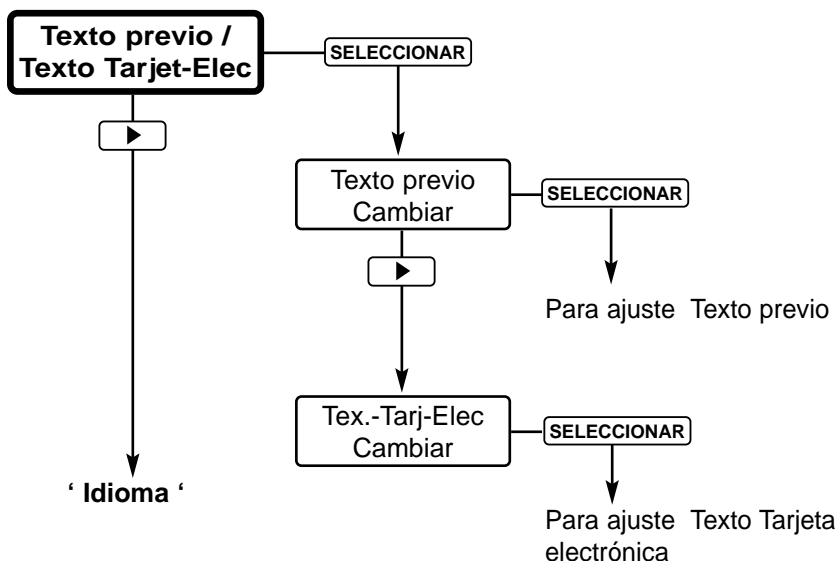 Texto previo /
Texto Tarjet-Elec
SELECCIONAR
Texto previo
Cambiar
SELECCIONAR
Para ajuste  Texto previo
Tex.-Tarj-Elec
Cambiar
SELECCIONAR
‘ Idioma ‘
Para ajuste  Texto Tarjeta
electrónica